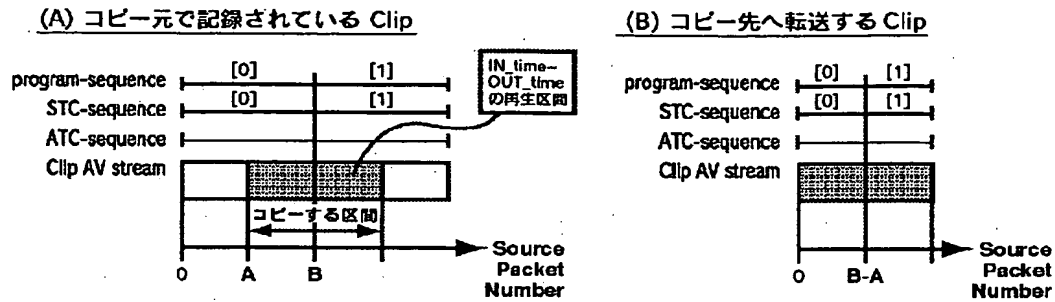 (A) コピー元で記録されている Clip
(B) コピー先へ転送する Clip
IN_time~
OUT_time
の再生区間
program-sequence [0] [1]
STC-sequence [0] [1]
ATC-sequence
Clip AV stream
コピーする区間
0 A B
Source
Packet
Number
program-sequence [0] [1]
STC-sequence [0] [1]
ATC-sequence
Clip AV stream
0 B-A
Source
Packet
Number